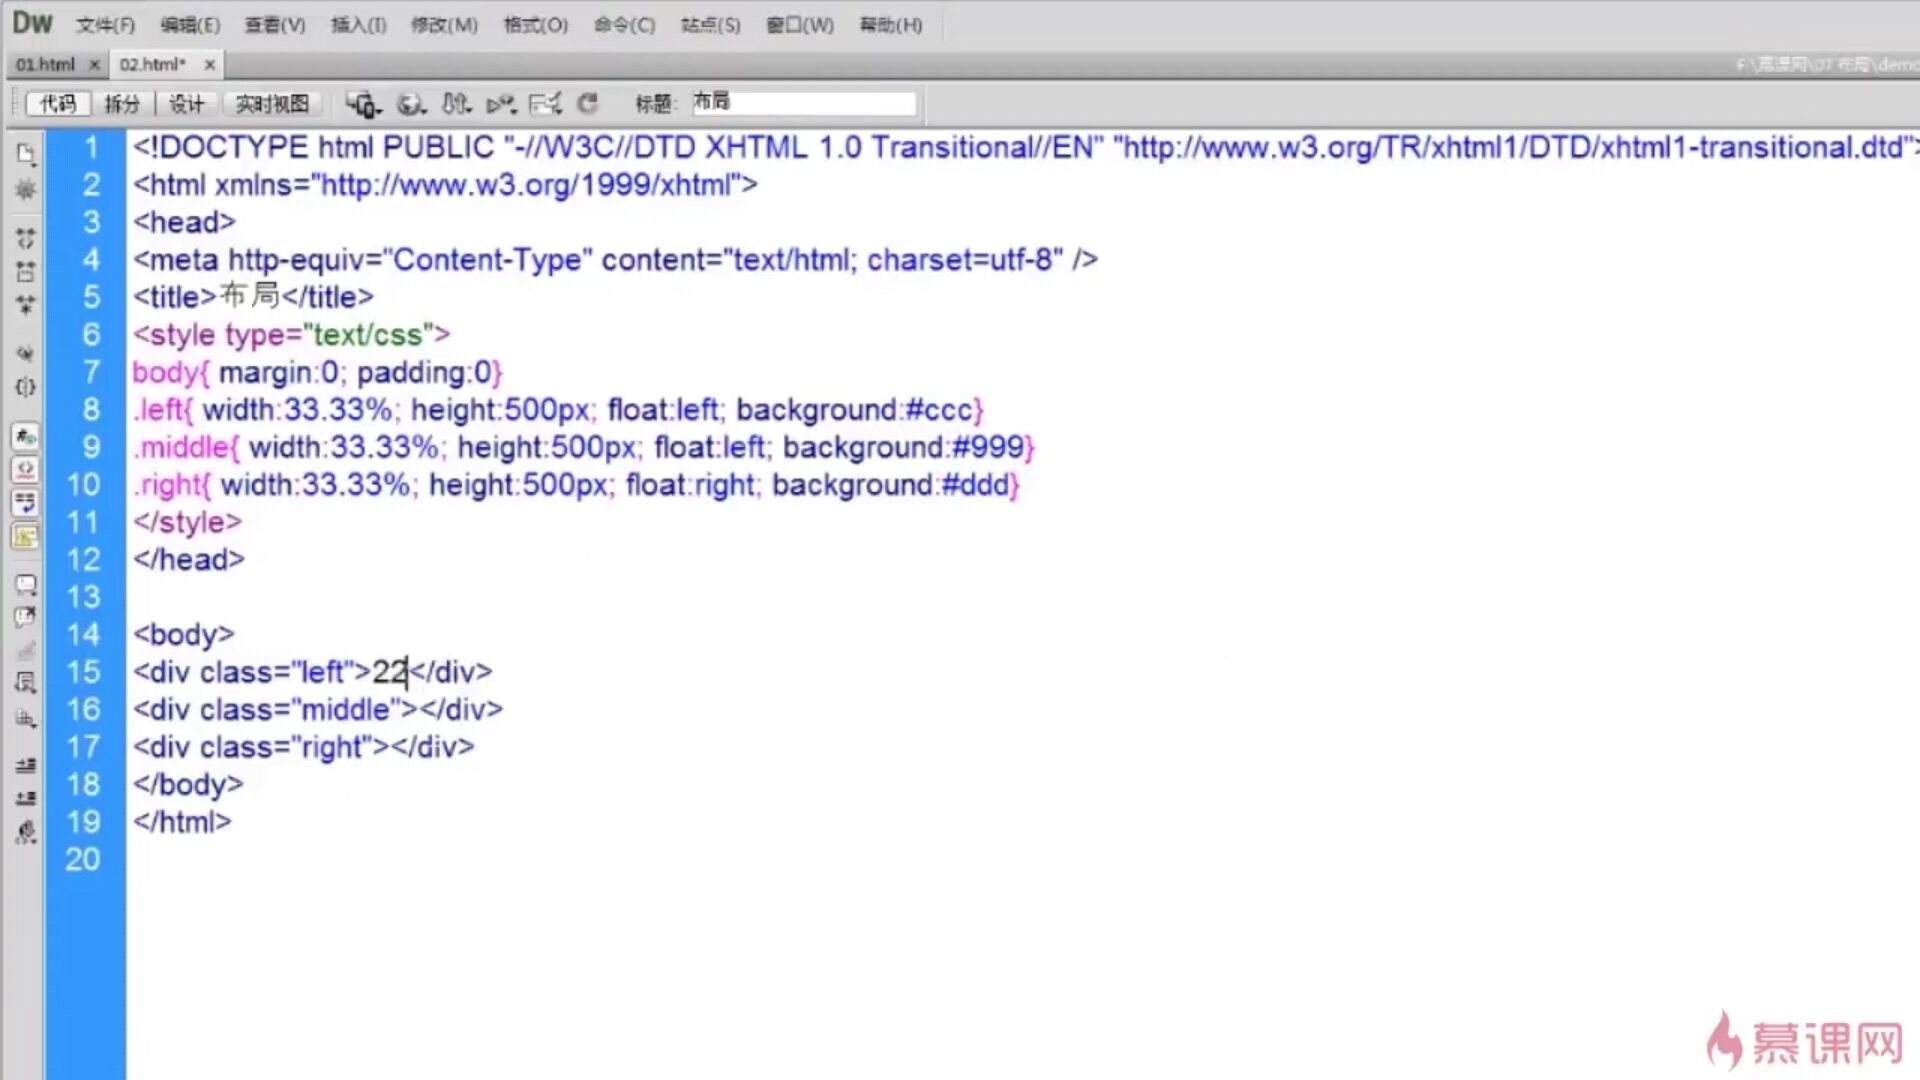 Dw 文件(F) 编辑(E) 查看(V) 插入(I) 修改(M) 格式(O) 命令(C) 站点(S) 窗口(W) 帮助(H)
01.html × 02.html* × F:\慕课网\07 布局\demo
代码 拆分 设计 实时视图 标题: 布局
1 <!DOCTYPE html PUBLIC "-//W3C//DTD XHTML 1.0 Transitional//EN" "http://www.w3.org/TR/xhtml1/DTD/xhtml1-transitional.dtd">
2 <html xmlns="http://www.w3.org/1999/xhtml">
3 <head>
4 <meta http-equiv="Content-Type" content="text/html; charset=utf-8" />
5 <title>布局</title>
6 <style type="text/css">
7 body{ margin:0; padding:0}
8 .left{ width:33.33%; height:500px; float:left; background:#ccc}
9 .middle{ width:33.33%; height:500px; float:left; background:#999}
10 .right{ width:33.33%; height:500px; float:right; background:#ddd}
11 </style>
12 </head>
13
14 <body>
15 <div class="left">22</div>
16 <div class="middle"></div>
17 <div class="right"></div>
18 </body>
19 </html>
20
慕课网